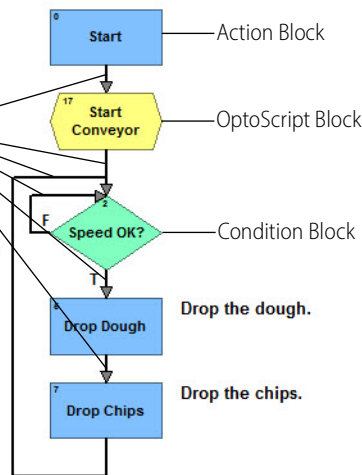 0
Start
Action Block
17
Start
Conveyor
OptoScript Block
2
F
Speed OK?
Condition Block
T
Drop Dough
Drop the dough.
7
Drop Chips
Drop the chips.